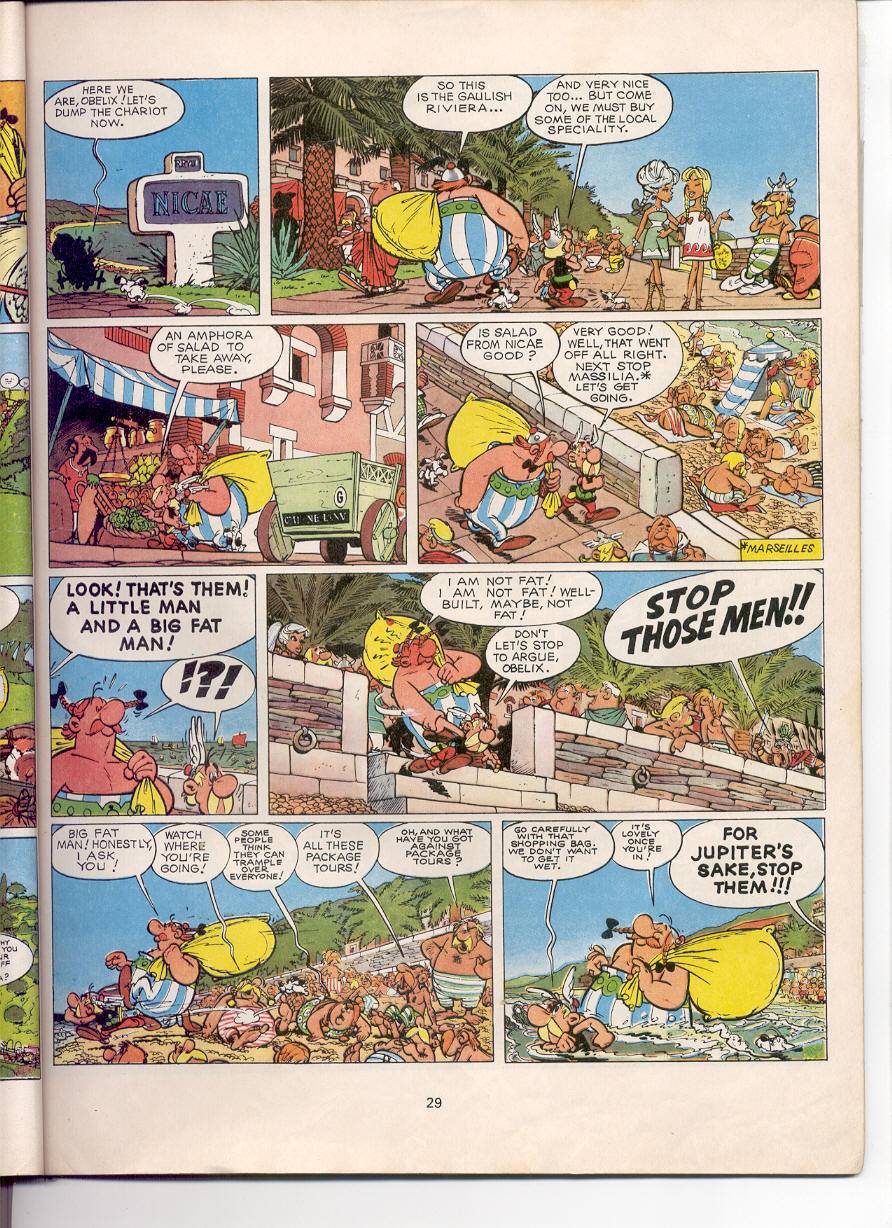 HERE WE
ARE, OBELIX! LET'S
DUMP THE CHARIOT
NOW.
NICAE
SO THIS
IS THE GAULISH
RIVIERA...
AND VERY NICE
TOO... BUT COME
ON, WE MUST BUY
SOME OF THE LOCAL
SPECIALITY.
AN AMPHORA
OF SALAD TO
TAKE AWAY,
PLEASE.
G
IS SALAD
FROM NICAE
GOOD?
VERY GOOD!
WELL, THAT WENT
OFF ALL RIGHT.
NEXT STOP
MASSILIA.*
LET'S GET
GOING.
*MARSEILLES
LOOK! THAT'S THEM!
A LITTLE MAN
AND A BIG FAT
MAN!
!?!
I AM NOT FAT!
I AM NOT FAT! WELL-
BUILT, MAYBE, NOT
FAT!
DON'T
LET'S STOP
TO ARGUE,
OBELIX.
STOP
THOSE MEN!!
BIG FAT
MAN! HONESTLY,
I ASK
YOU!
WATCH
WHERE
YOU'RE
GOING!
SOME
PEOPLE
THINK
THEY CAN
TRAMPLE
OVER
EVERYONE!
IT'S
ALL THESE
PACKAGE
TOURS!
OH, AND WHAT
HAVE YOU GOT
AGAINST
PACKAGE
TOURS?
GO CAREFULLY
WITH THAT
SHOPPING BAG.
WE DON'T WANT
TO GET IT
WET.
IT'S
LOVELY
ONCE
YOU'RE
IN!
FOR
JUPITER'S
SAKE, STOP
THEM!!!
29